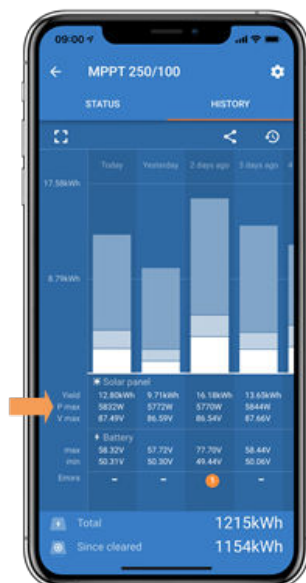 09:00
MPPT 250/100
STATUS HISTORY
Today Yesterday 2 days ago 3 days ago 4
17.58kWh
8.79kWh
Solar panel
Yield 12.80kWh 9.71kWh 16.18kWh 13.65kWh
P max 5832W 5772W 5770W 5844W
V max 87.49V 86.59V 86.54V 87.66V
Battery
max 58.32V 57.72V 77.70V 58.44V
min 50.31V 50.30V 49.44V 50.06V
Errors - - 1 -
Total 1215kWh
Since cleared 1154kWh